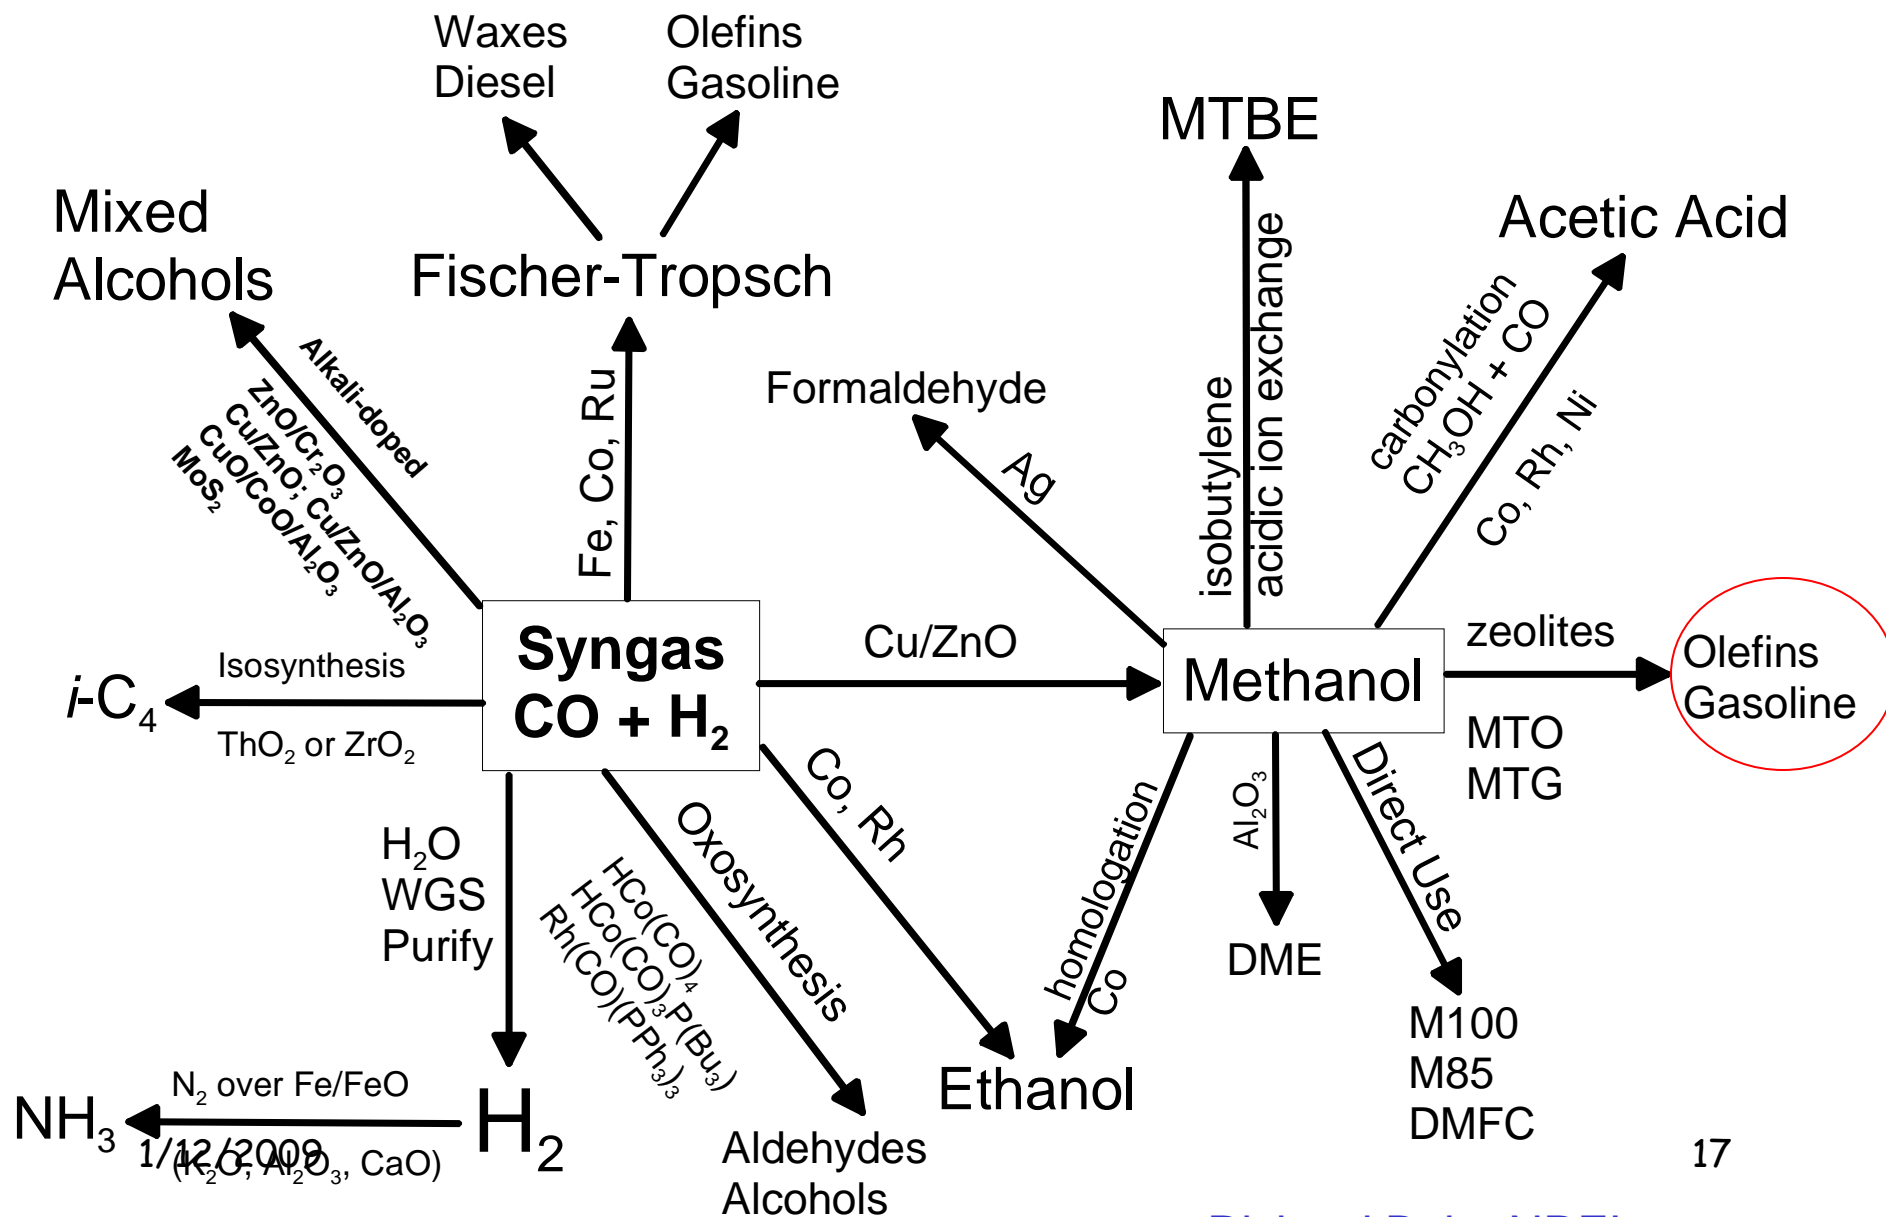 Waxes
Diesel
Olefins
Gasoline
MTBE
Mixed
Alcohols
Fischer-Tropsch
Acetic Acid
Alkali-doped
ZnO/Cr₂O₃
Cu/ZnO; Cu/ZnO/Al₂O₃
CuO/CoO/Al₂O₃
MoS₂
Fe, Co, Ru
Formaldehyde
Ag
isobutylene
acidic ion exchange
carbonylation
CH₃OH + CO
Co, Rh, Ni
Syngas
CO + H₂
Cu/ZnO
Methanol
zeolites
Olefins
Gasoline
MTO
MTG
Isosynthesis
i-C₄
ThO₂ or ZrO₂
H₂O
WGS
Purify
Oxosynthesis
HCo(CO)₄
HCo(CO)₃P(Bu₃)
Rh(CO)(PPh₃)₃
Co, Rh
homologation
Co
Al₂O₃
Direct Use
DME
M100
M85
DMFC
Ethanol
N₂ over Fe/FeO
NH₃
H₂
(K₂O, Al₂O₃, CaO)
1/12/2009
Aldehydes
Alcohols
17